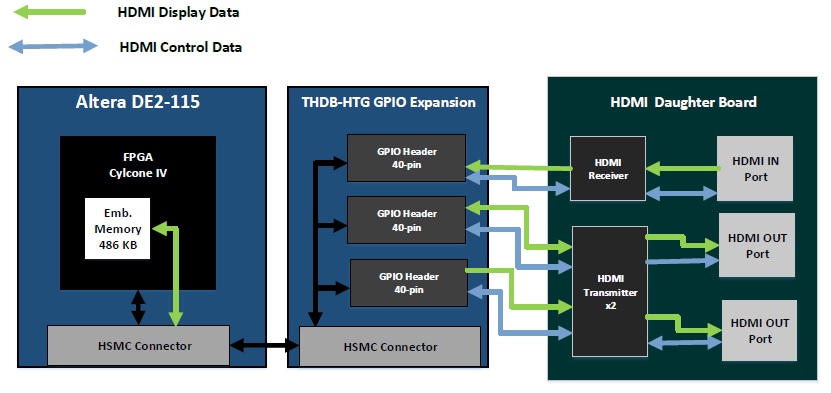 HDMI Display Data
HDMI Control Data
Altera DE2-115
FPGA
Cylcone IV
Emb.
Memory
486 KB
HSMC Connector
THDB-HTG GPIO Expansion
GPIO Header
40-pin
GPIO Header
40-pin
GPIO Header
40-pin
HSMC Connector
HDMI Daughter Board
HDMI
Receiver
HDMI IN
Port
HDMI
Transmitter
x2
HDMI OUT
Port
HDMI OUT
Port